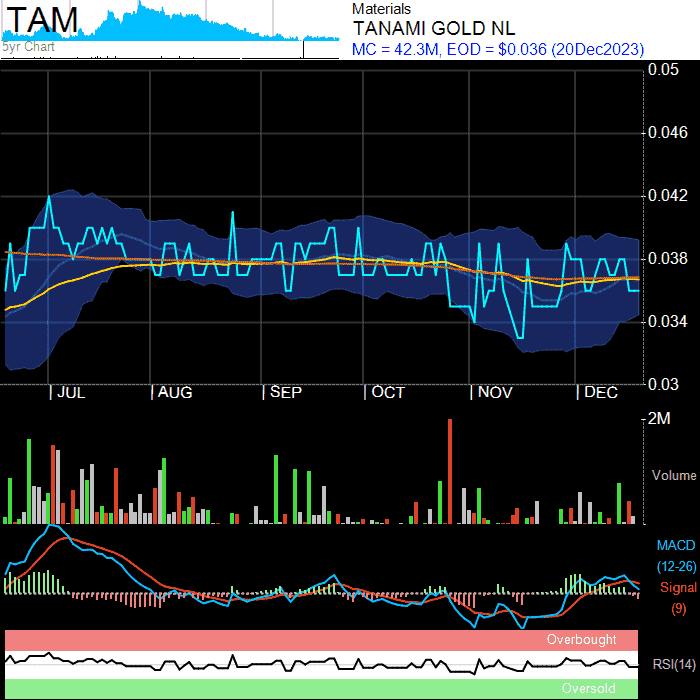 TAM
5yr Chart
Materials
TANAMI GOLD NL
MC = 42.3M, EOD = $0.036 (20Dec2023)
0.05
0.046
0.042
0.038
0.034
0.03
JUL
AUG
SEP
OCT
NOV
DEC
2M
Volume
MACD
(12-26)
Signal
(9)
Overbought
RSI(14)
Oversold